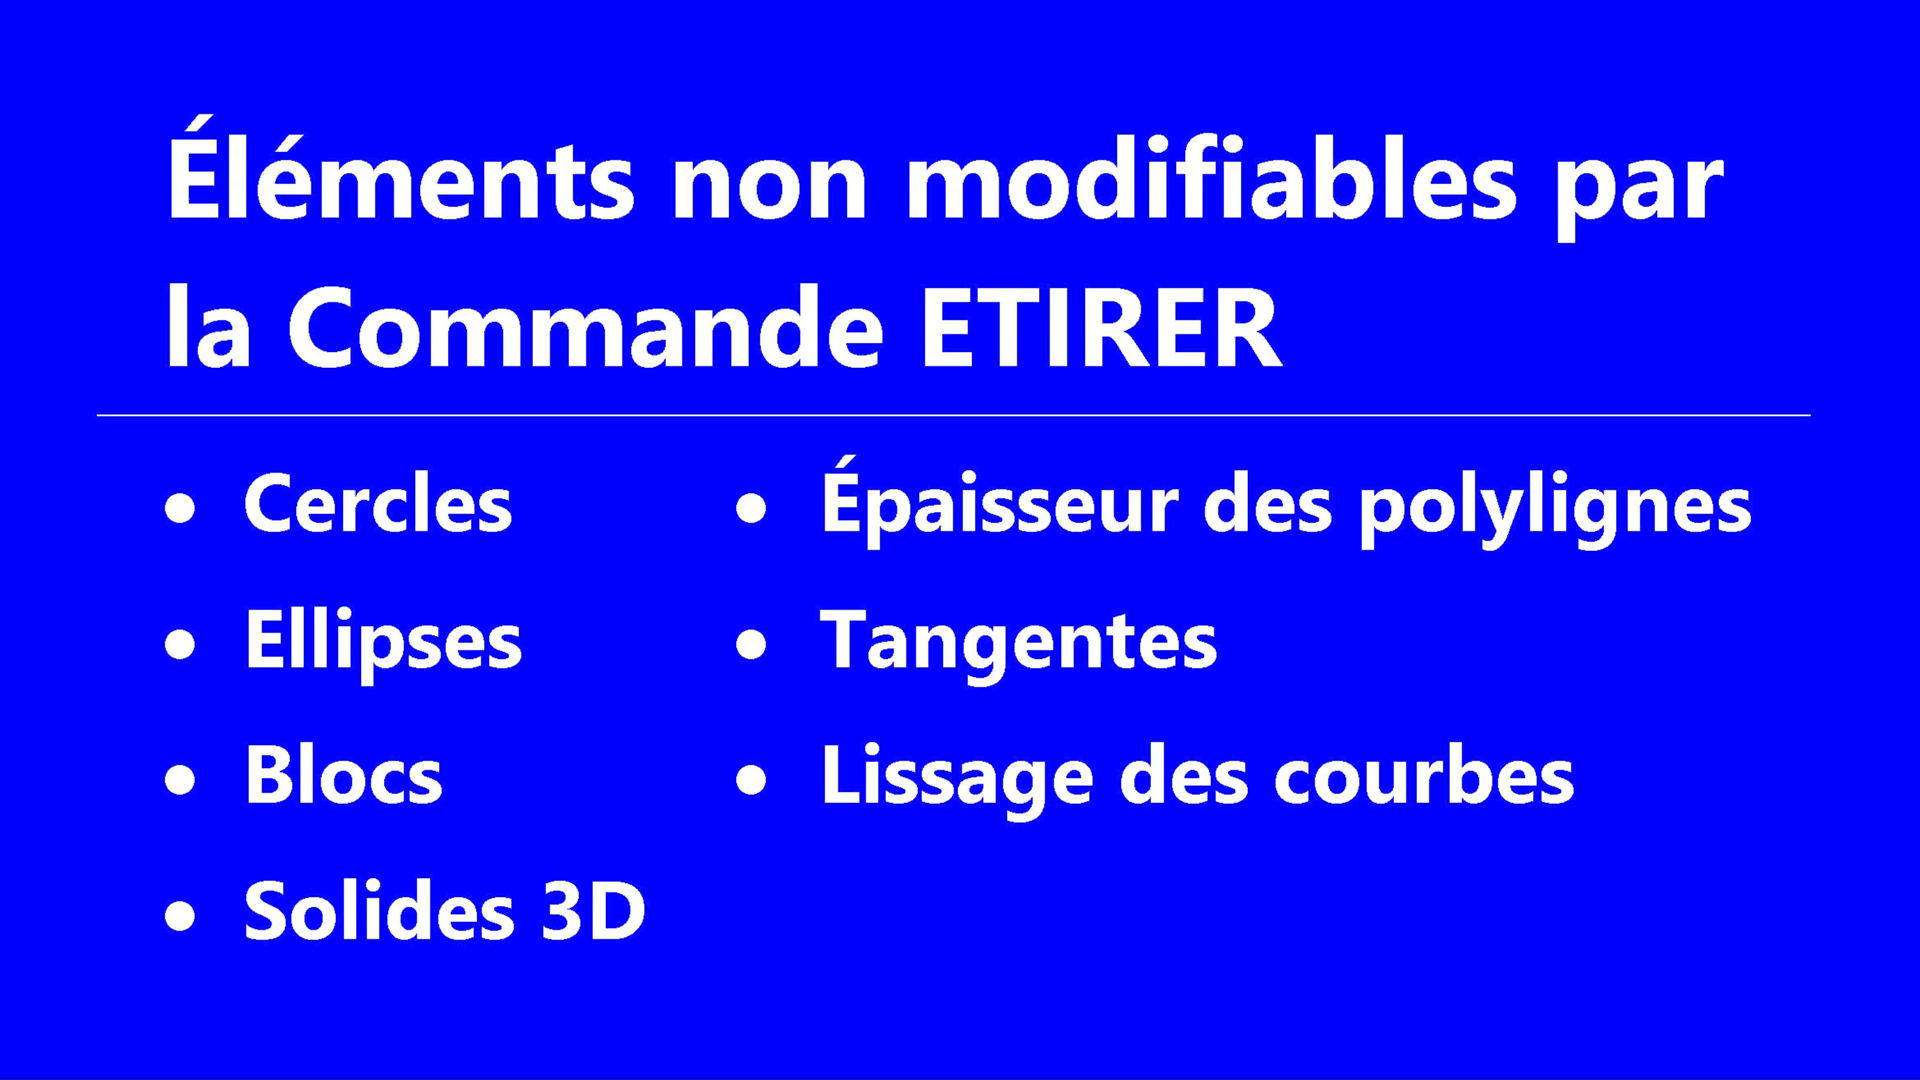 Éléments non modifiables par
la Commande ETIRER
• Cercles
• Ellipses
• Blocs
• Solides 3D
• Épaisseur des polylignes
• Tangentes
• Lissage des courbes